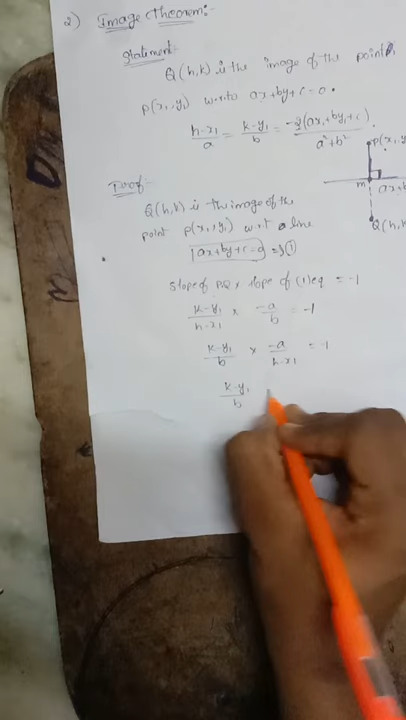 2) Image Theorem:-
Statement:-
Q(h,k) is the image of the point
P(x₁,y₁) w.r.to ax+by+c=0.
h-x₁/a = k-y₁/b = -2(ax₁+by₁+c)/a²+b²
P(x₁,y
m
ax+
Q(h,k
Proof:-
Q(h,k) is the image of the
point P(x₁,y₁) w.r.t a line
ax+by+c=0 ⇒ (1)
slope of PQ × slope of (1) eq = -1
k-y₁/h-x₁ × -a/b = -1
k-y₁/b × -a/h-x₁ = -1
k-y₁/b